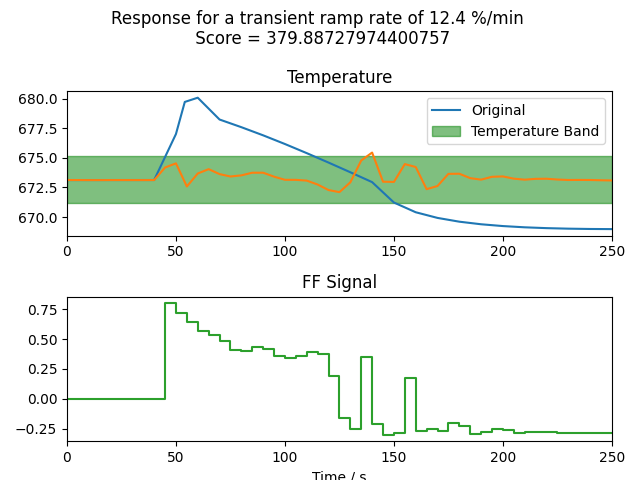 Response for a transient ramp rate of 12.4 %/min
Score = 379.88727974400757
Temperature
680.0
677.5
675.0
672.5
670.0
Original
Temperature Band
0 50 100 150 200 250
FF Signal
0.75
0.50
0.25
0.00
−0.25
0 50 100 150 200 250
Time / s